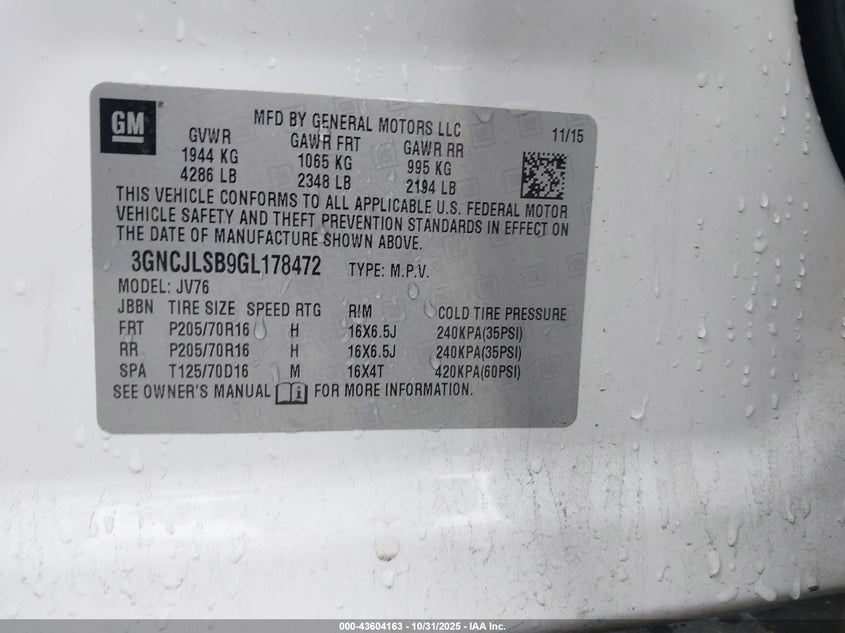 GM
MFD BY GENERAL MOTORS LLC 11/15
GVWR GAWR FRT GAWR RR
1944 KG 1065 KG 995 KG
4286 LB 2348 LB 2194 LB
THIS VEHICLE CONFORMS TO ALL APPLICABLE U.S. FEDERAL MOTOR
VEHICLE SAFETY AND THEFT PREVENTION STANDARDS IN EFFECT ON
THE DATE OF MANUFACTURE SHOWN ABOVE.
3GNCJLSB9GL178472 TYPE: M.P.V.
MODEL: JV76
JBBN TIRE SIZE SPEED RTG RIM COLD TIRE PRESSURE
FRT P205/70R16 H 16X6.5J 240KPA(35PSI)
RR P205/70R16 H 16X6.5J 240KPA(35PSI)
SPA T125/70D16 M 16X4T 420KPA(60PSI)
SEE OWNER'S MANUAL FOR MORE INFORMATION.
000-43604163 - 10/31/2025 - IAA Inc.